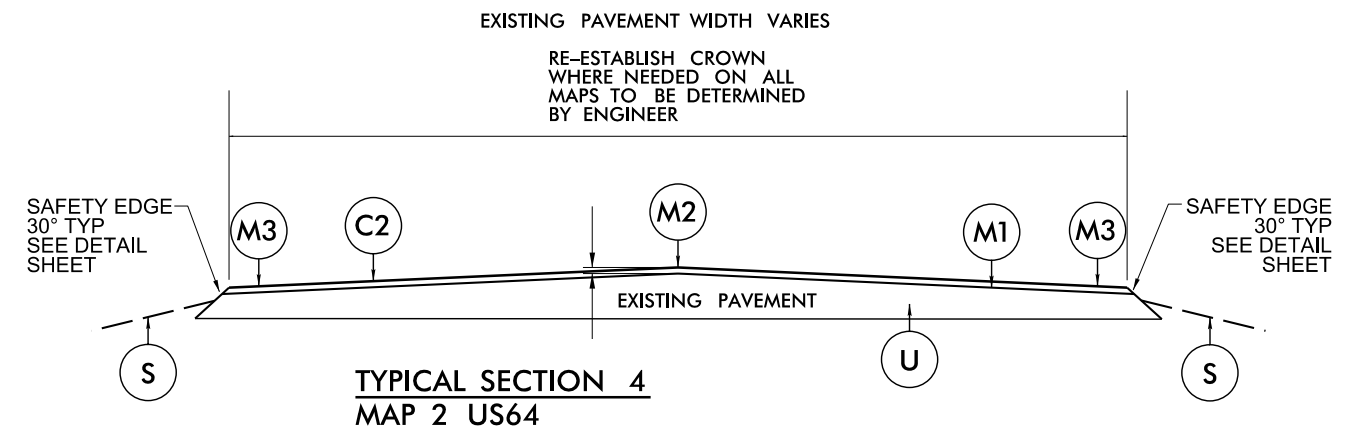 EXISTING PAVEMENT WIDTH VARIES
RE-ESTABLISH CROWN
WHERE NEEDED ON ALL
MAPS TO BE DETERMINED
BY ENGINEER
SAFETY EDGE
30° TYP
SEE DETAIL
SHEET
M3
C2
M2
M1
M3
SAFETY EDGE
30° TYP
SEE DETAIL
SHEET
EXISTING PAVEMENT
S
U
S
TYPICAL SECTION 4
MAP 2 US64